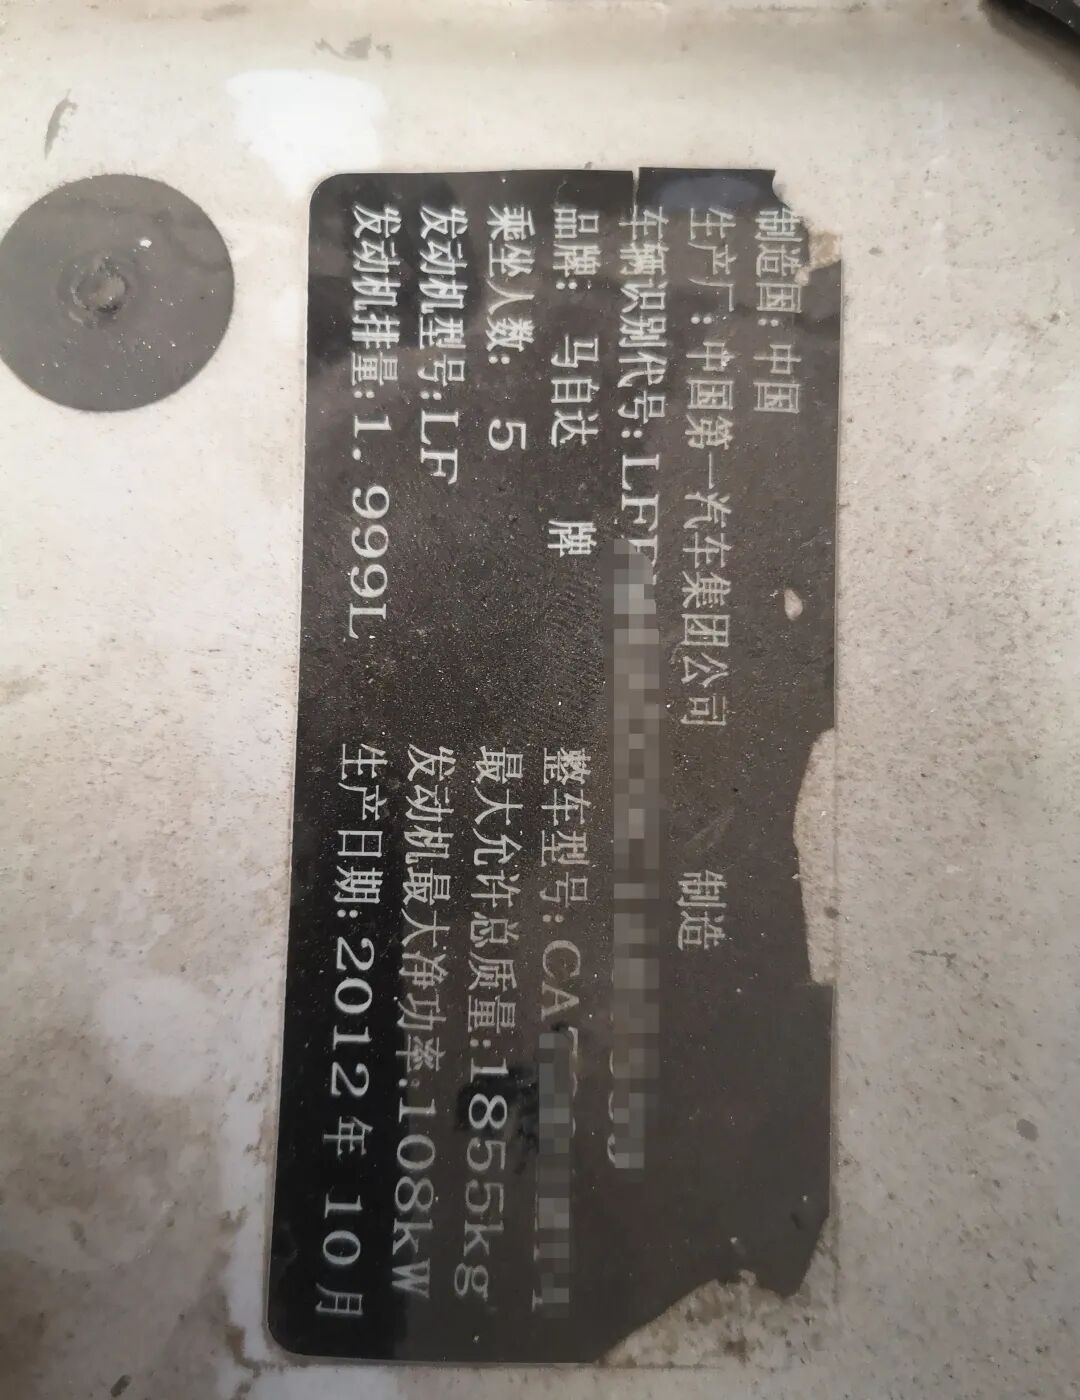 制造国:中国
生产厂:中国第一汽车集团公司 制造
车辆识别代号:LF
品牌: 马自达 牌 整车型号:CA
乘坐人数: 5 最大允许总质量:1855kg
发动机型号:LF 发动机最大净功率:108kW
发动机排量:1.999L 生产日期:2012年 10月